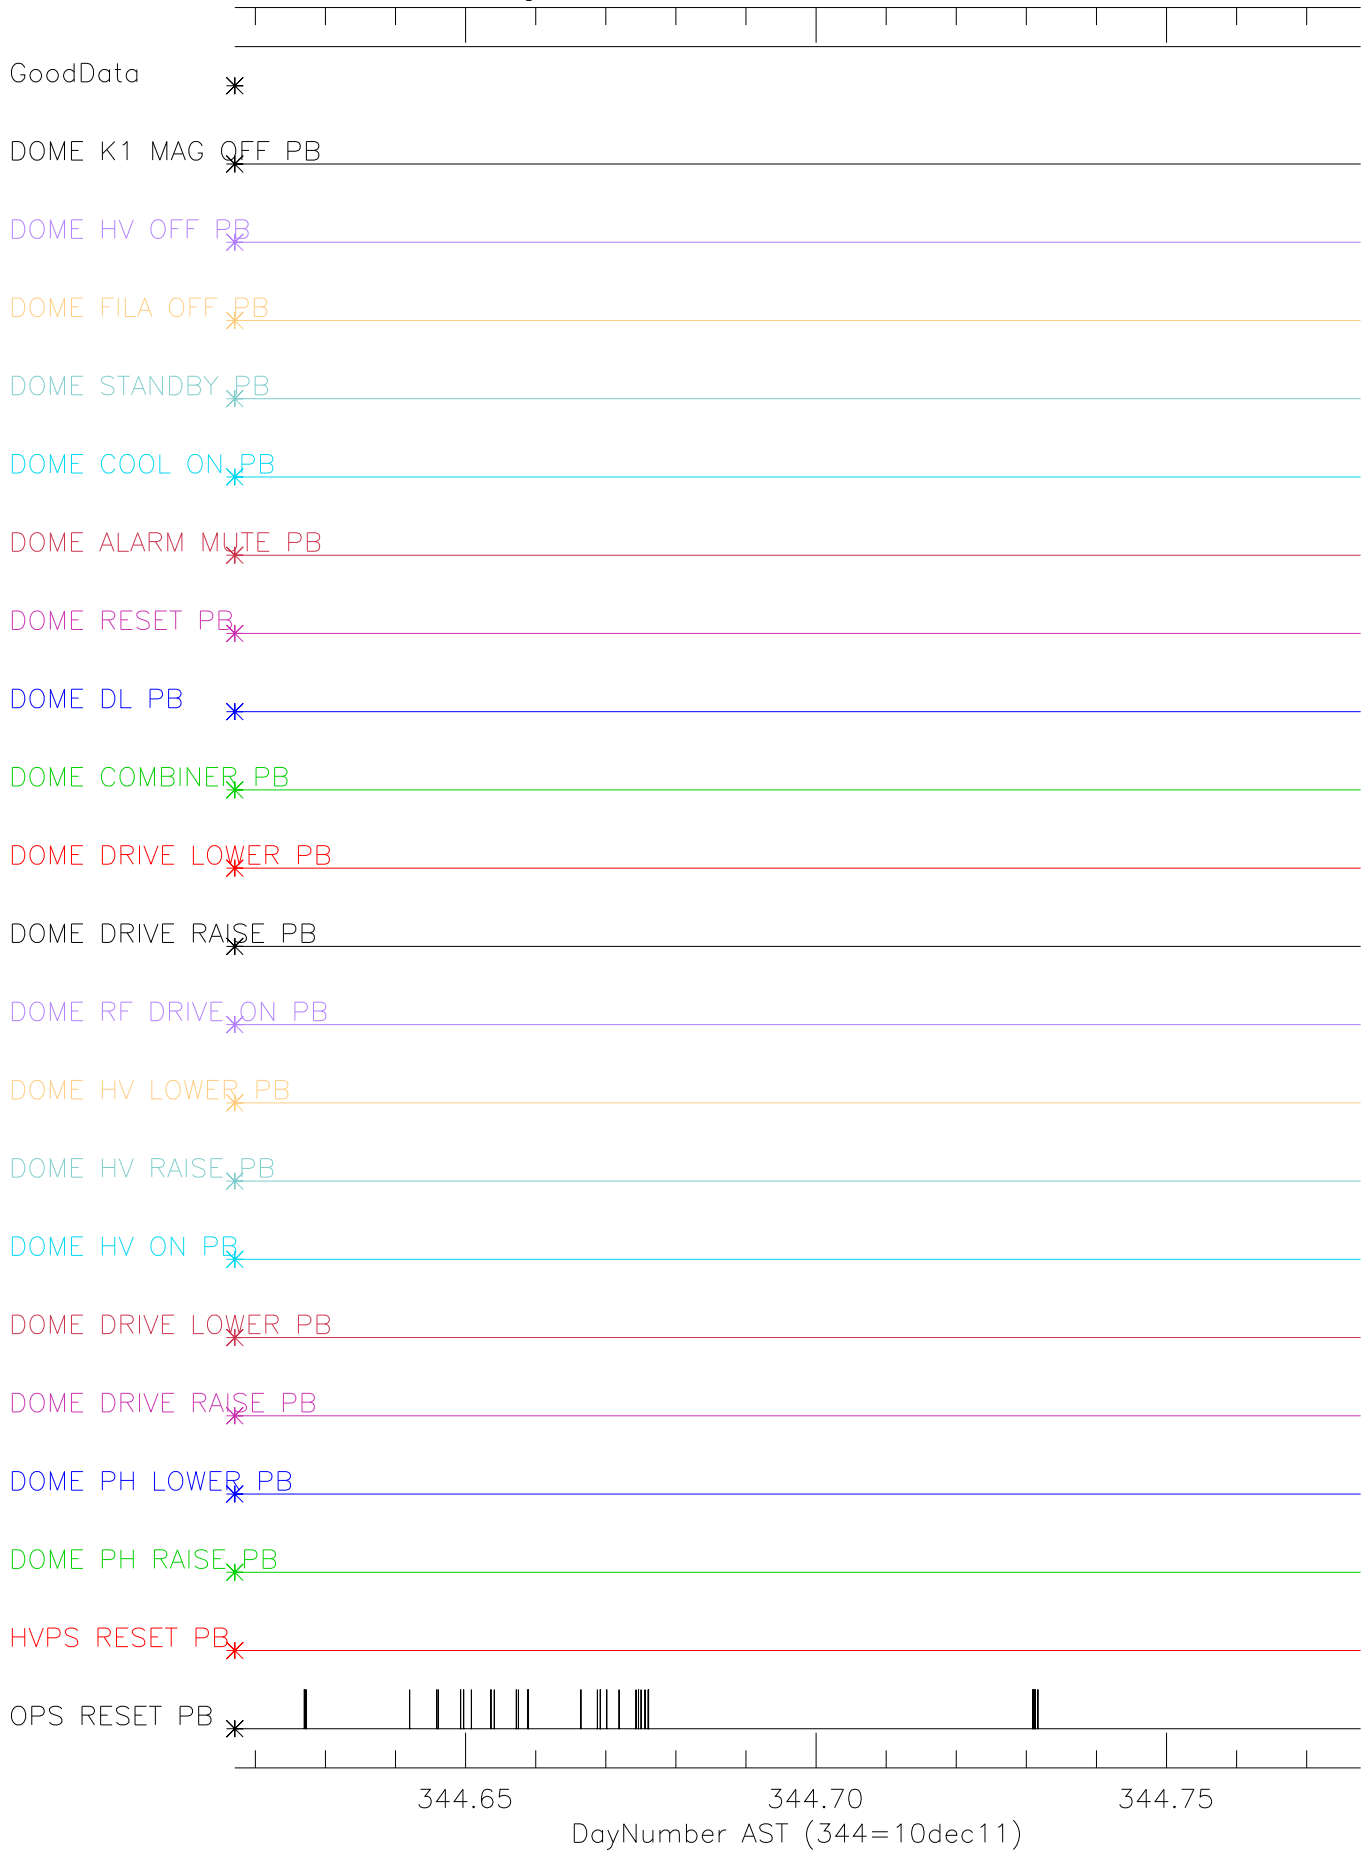 GoodData
DOME K1 MAG OFF PB
DOME HV OFF PB
DOME FILA OFF PB
DOME STANDBY PB
DOME COOL ON PB
DOME ALARM MUTE PB
DOME RESET PB
DOME DL PB
DOME COMBINER PB
DOME DRIVE LOWER PB
DOME DRIVE RAISE PB
DOME RF DRIVE ON PB
DOME HV LOWER PB
DOME HV RAISE PB
DOME HV ON PB
DOME DRIVE LOWER PB
DOME DRIVE RAISE PB
DOME PH LOWER PB
DOME PH RAISE PB
HVPS RESET PB
OPS RESET PB
344.65 344.70 344.75
DayNumber AST (344=10dec11)